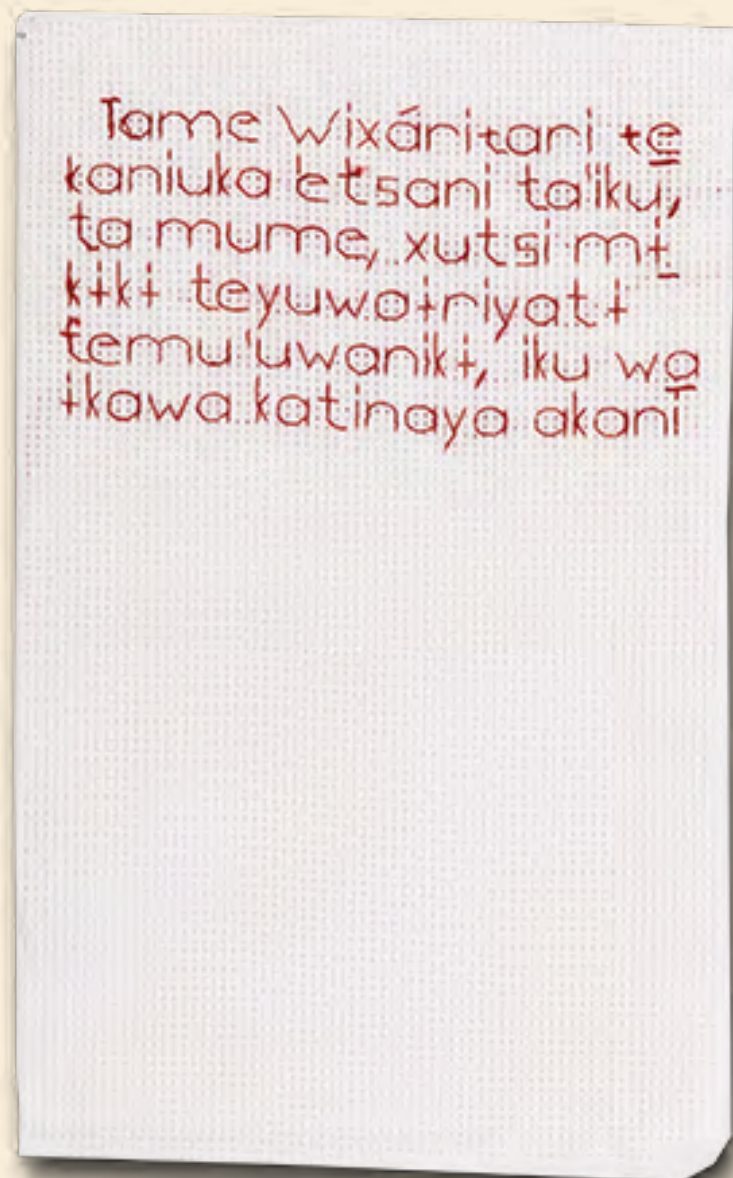 Tame Wixáritari te̲
kaniuka etsani ta'iku,
ta mume, xutsi mɨ̲
kɨkɨ teyuwaɨriyatɨ
temu'uwanikɨ, iku wa̲
ɨkawa katinaya akani